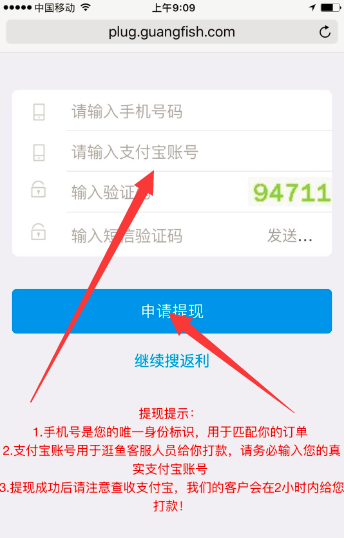 中国移动 上午9:09
plug.guangfish.com
请输入手机号码
请输入支付宝账号
输入验证码 94711
输入短信验证码 发送...
申请提现
继续搜返利
提现提示：
1.手机号是您的唯一身份标识，用于匹配你的订单
2.支付宝账号用于逛鱼客服人员给你打款，请务必输入您的真
实支付宝账号
3.提现成功后请注意查收支付宝，我们的客户会在2小时内给您
打款！